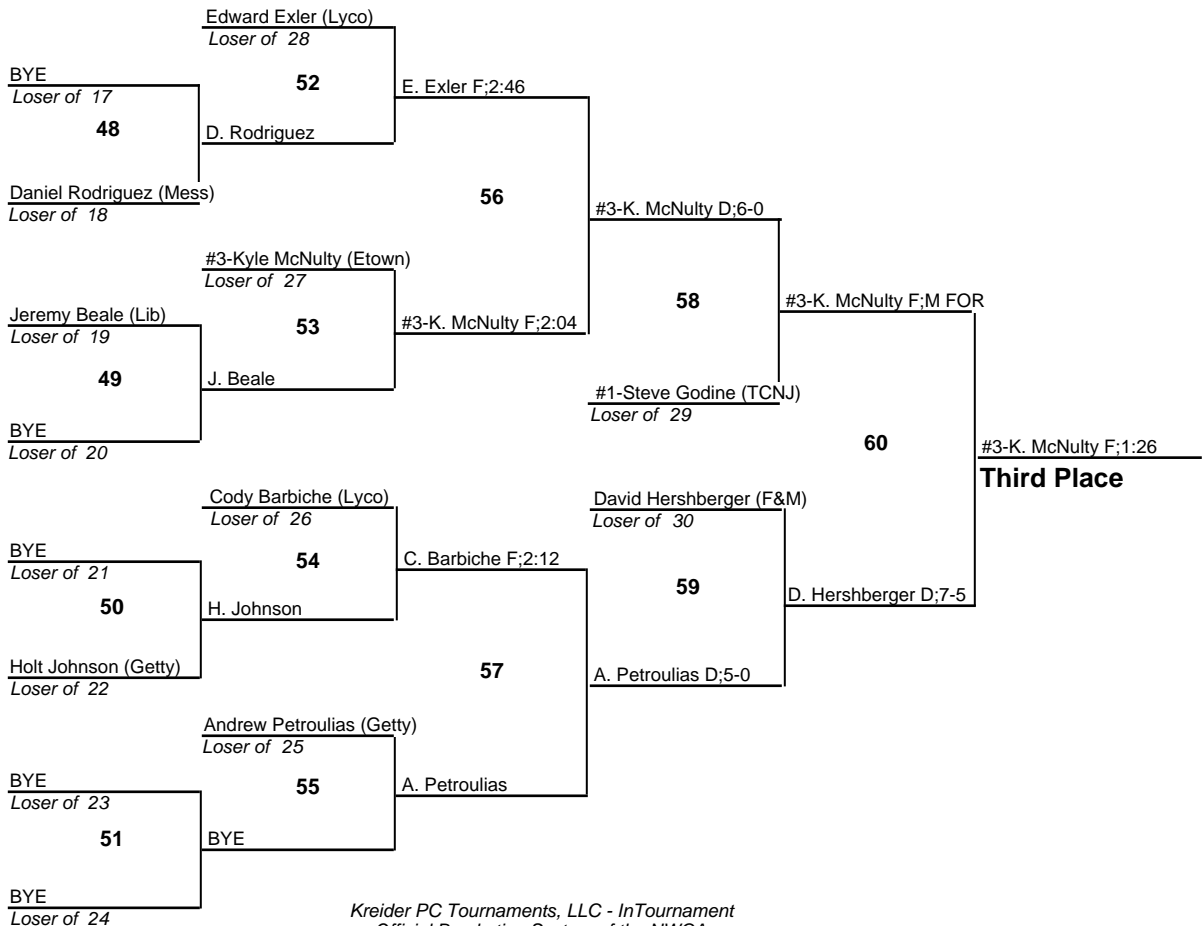 Edward Exler (Lyco)
Loser of 28
BYE
Loser of 17
52
E. Exler F;2:46
48
D. Rodriguez
Daniel Rodriguez (Mess)
Loser of 18
56
#3-K. McNulty D;6-0
#3-Kyle McNulty (Etown)
Loser of 27
Jeremy Beale (Lib)
Loser of 19
53
#3-K. McNulty F;2:04
58
#3-K. McNulty F;M FOR
49
J. Beale
#1-Steve Godine (TCNJ)
Loser of 29
BYE
Loser of 20
60
#3-K. McNulty F;1:26
Third Place
Cody Barbiche (Lyco)
Loser of 26
David Hershberger (F&M)
Loser of 30
BYE
Loser of 21
54
C. Barbiche F;2:12
59
50
H. Johnson
D. Hershberger D;7-5
Holt Johnson (Getty)
Loser of 22
57
A. Petroulias D;5-0
Andrew Petroulias (Getty)
Loser of 25
BYE
Loser of 23
55
A. Petroulias
51
BYE
BYE
Loser of 24
Kreider PC Tournaments, LLC - InTournament